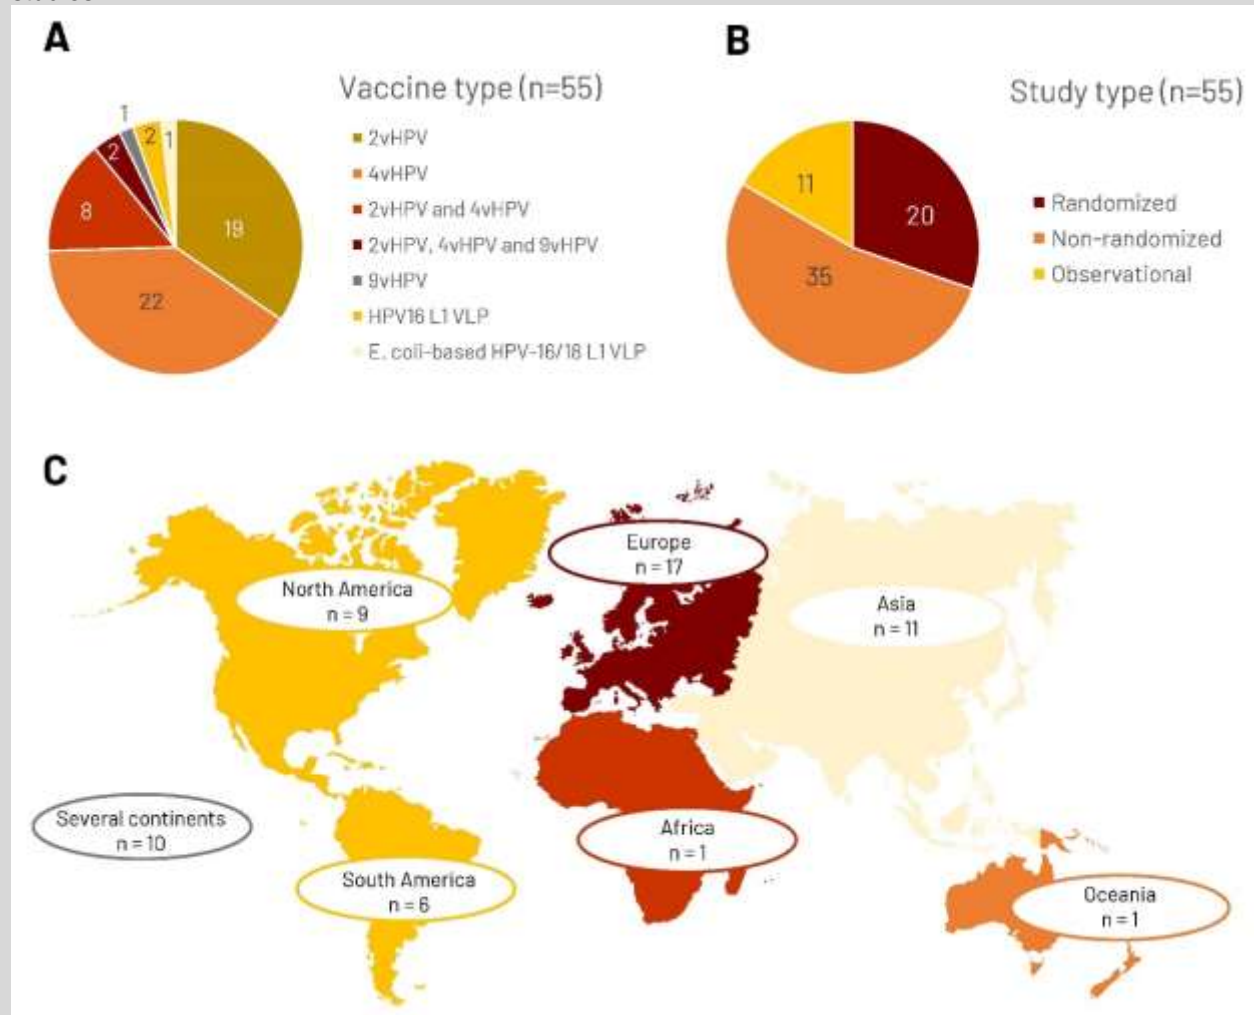 A
Vaccine type (n=55)
2vHPV
4vHPV
2vHPV and 4vHPV
2vHPV, 4vHPV and 9vHPV
9vHPV
HPV16 L1 VLP
E. coli-based HPV-16/18 L1 VLP
1
2
2
1
8
19
22
B
Study type (n=55)
Randomized
Non-randomized
Observational
11
20
35
C
North America
n = 9
Europe
n = 17
Asia
n = 11
Several continents
n = 10
South America
n = 6
Africa
n = 1
Oceania
n = 1